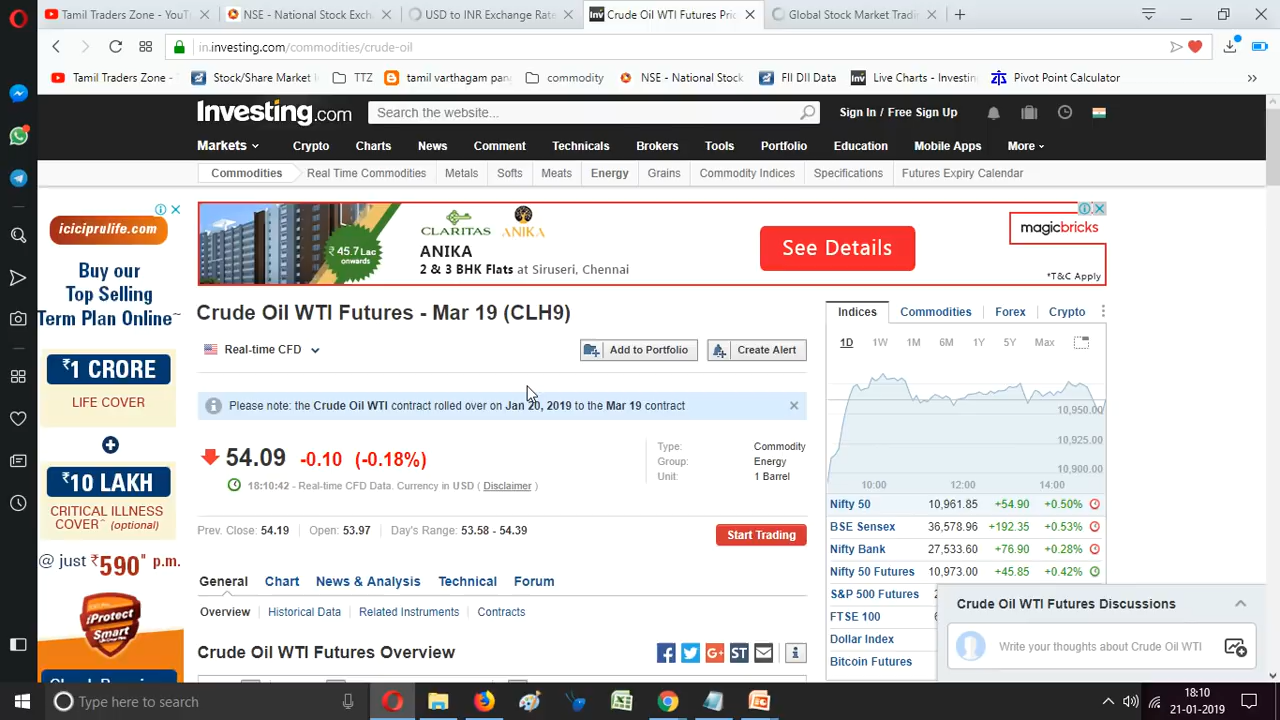 Tamil Traders Zone - YouT
NSE - National Stock Exch
USD to INR Exchange Rate
Crude Oil WTI Futures Pric
Global Stock Market Tradi
in.investing.com/commodities/crude-oil
Tamil Traders Zone -
Stock/Share Market I
TTZ
tamil varthagam pana
commodity
NSE - National Stock
FII DII Data
Live Charts - Investin
Pivot Point Calculator
Investing.com
Search the website...
Sign In / Free Sign Up
Markets
Crypto
Charts
News
Comment
Technicals
Brokers
Tools
Portfolio
Education
Mobile Apps
More
Commodities
Real Time Commodities
Metals
Softs
Meats
Energy
Grains
Commodity Indices
Specifications
Futures Expiry Calendar
iciciprulife.com
Buy our
Top Selling
Term Plan Online~
₹1 CRORE
LIFE COVER
₹10 LAKH
CRITICAL ILLNESS
COVER^ (optional)
@ just ₹590" p.m.
iProtect
Smart
₹ 45.7 Lac
onwards
CLARITAS
ANIKA
ANIKA
2 & 3 BHK Flats at Siruseri, Chennai
See Details
magicbricks
*T&C Apply
Crude Oil WTI Futures - Mar 19 (CLH9)
Real-time CFD
Add to Portfolio
Create Alert
Please note: the Crude Oil WTI contract rolled over on Jan 20, 2019 to the Mar 19 contract
54.09 -0.10 (-0.18%)
18:10:42 - Real-time CFD Data. Currency in USD ( Disclaimer )
Type: Commodity
Group: Energy
Unit: 1 Barrel
Prev. Close: 54.19
Open: 53.97
Day's Range: 53.58 - 54.39
Start Trading
General
Chart
News & Analysis
Technical
Forum
Overview
Historical Data
Related Instruments
Contracts
Crude Oil WTI Futures Overview
ST
Indices
Commodities
Forex
Crypto
1D
1W
1M
6M
1Y
5Y
Max
10,950.00
10,925.00
10,900.00
10:00
12:00
14:00
Nifty 50 10,961.85 +54.90 +0.50%
BSE Sensex 36,578.96 +192.35 +0.53%
Nifty Bank 27,533.60 +76.90 +0.28%
Nifty 50 Futures 10,973.00 +45.85 +0.42%
S&P 500 Futures
FTSE 100
Dollar Index
Bitcoin Futures
Crude Oil WTI Futures Discussions
Write your thoughts about Crude Oil WTI
Type here to search
18:10
21-01-2019